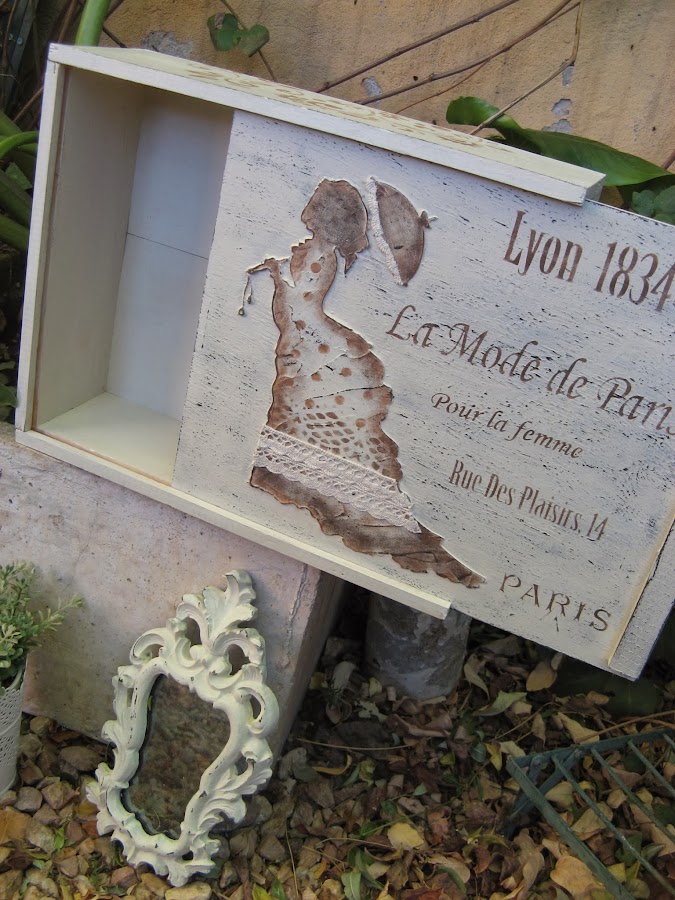 Lyon 1834
La Mode de Paris
Pour la femme
Rue Des Plaisirs, 14
PARIS